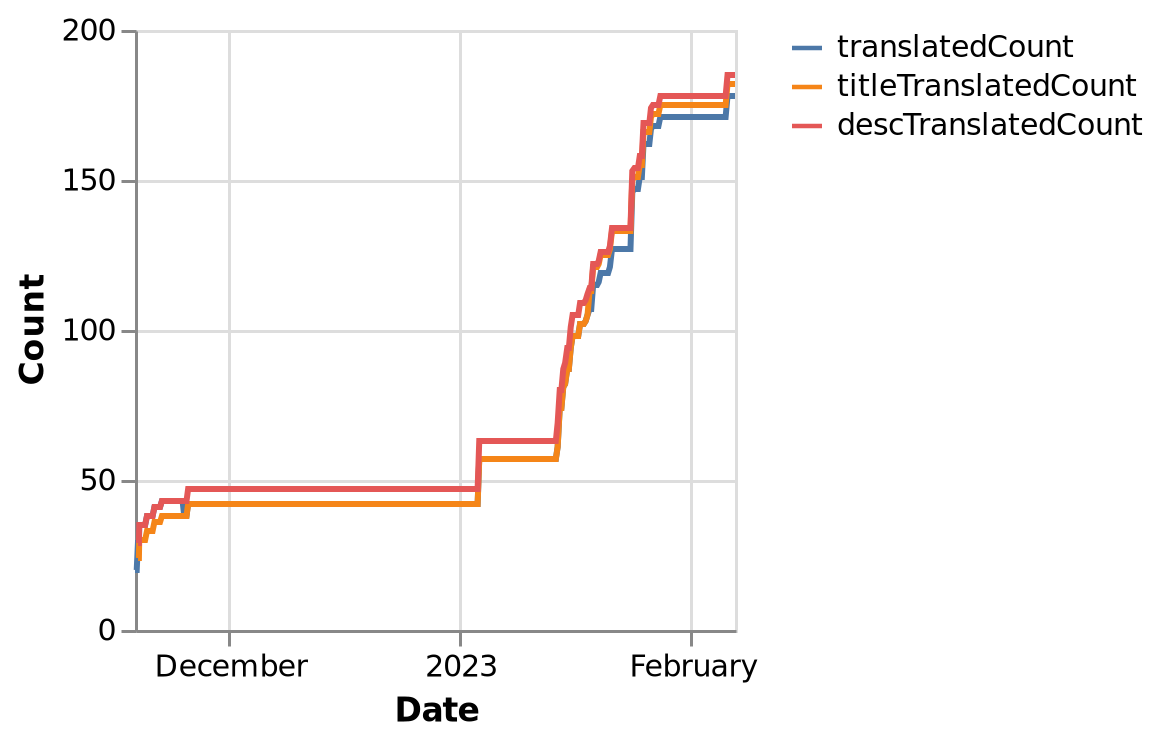 200
150
100
50
0
Count
December
2023
February
Date
translatedCount
titleTranslatedCount
descTranslatedCount